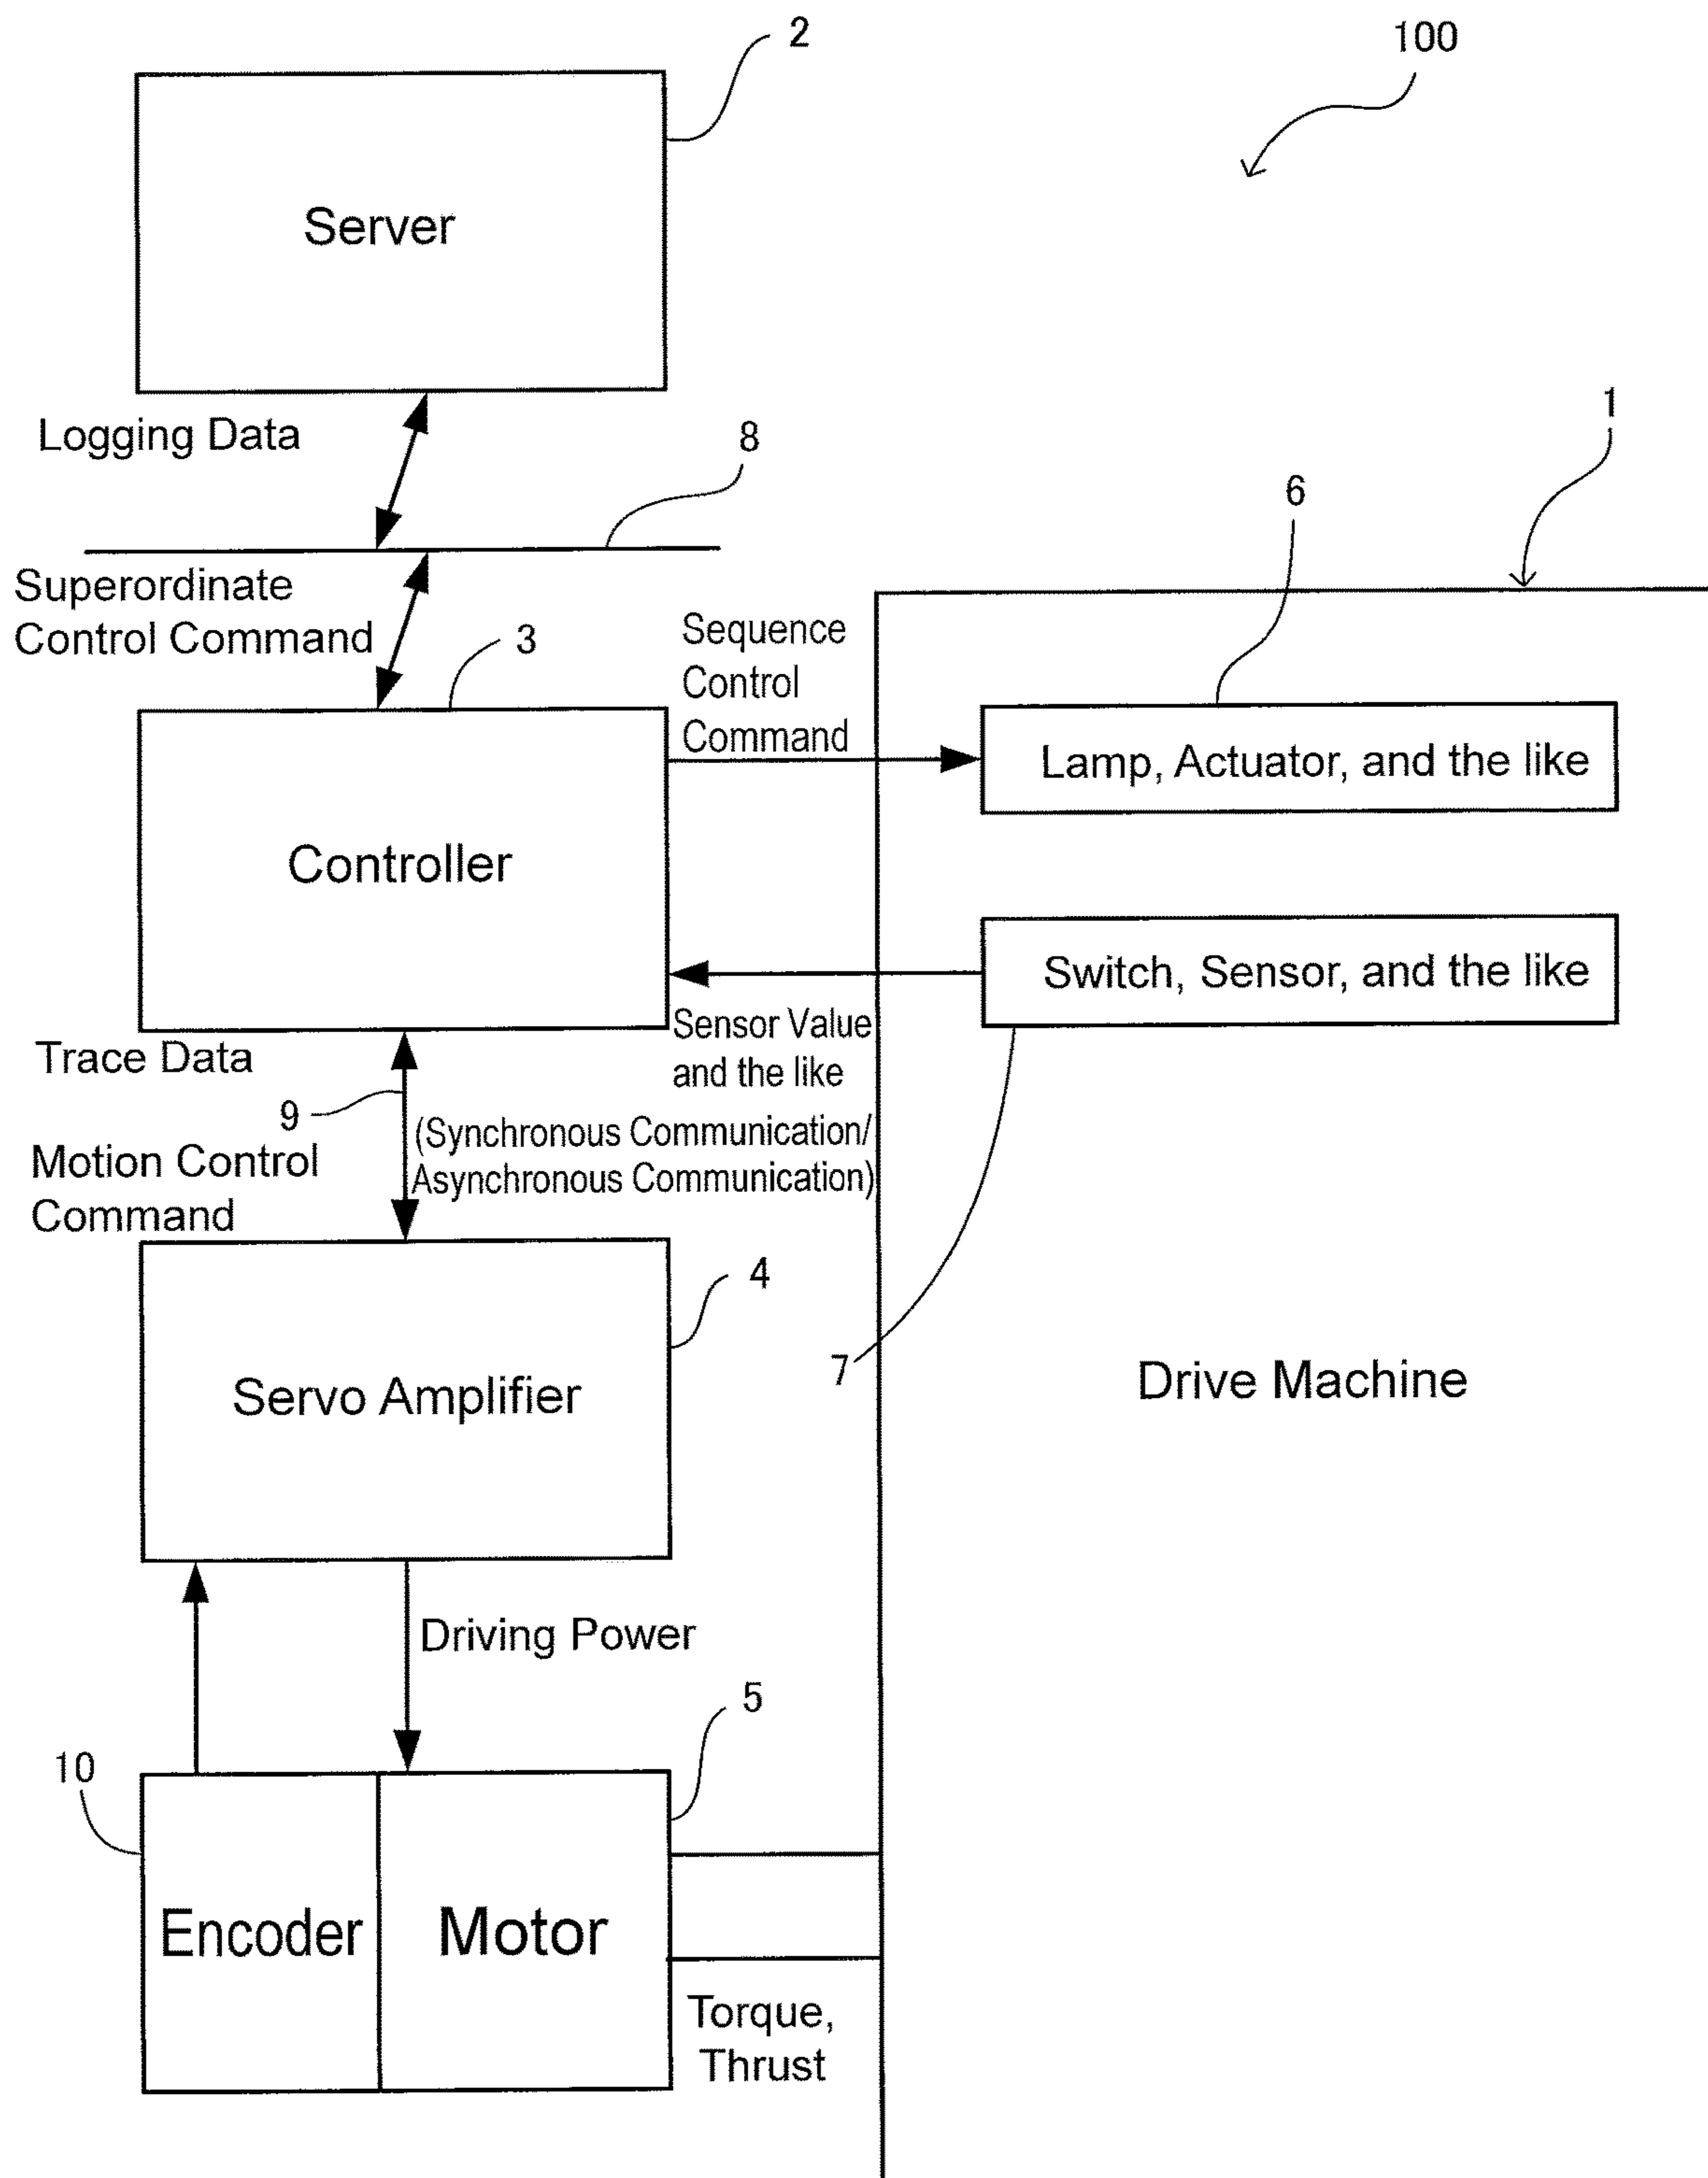 2
100
Server
Logging Data
8
1
6
Superordinate
Control Command
3
Sequence
Control
Command
Lamp, Actuator, and the like
Controller
Switch, Sensor, and the like
Sensor Value
and the like
Trace Data
9
(Synchronous Communication/
Asynchronous Communication)
Motion Control
Command
4
7
Servo Amplifier
Drive Machine
Driving Power
5
10
Encoder
Motor
Torque,
Thrust